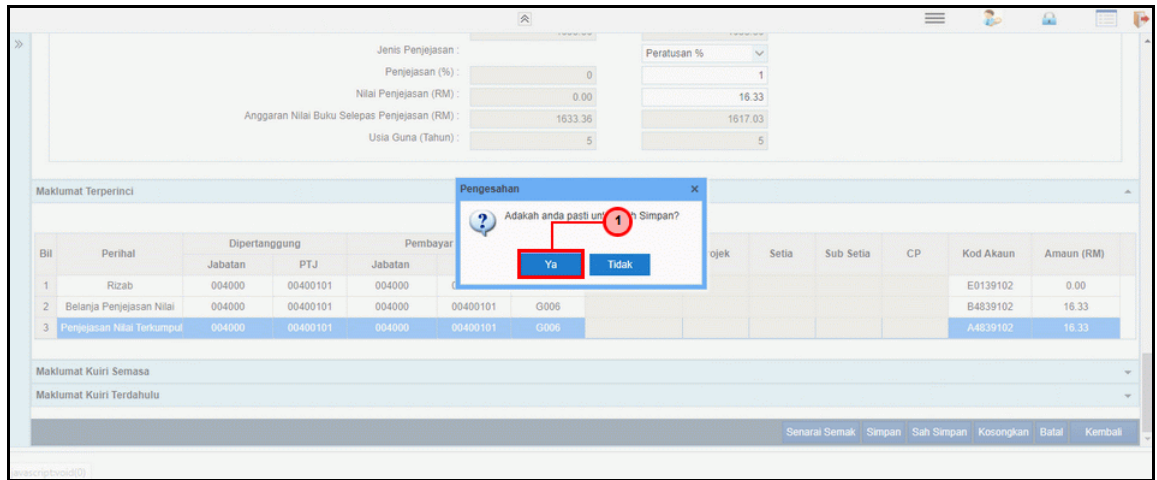 Jenis Penjejasan :
Peratusan %
Penjejasan (%) :
0
1
Nilai Penjejasan (RM) :
0.00
16.33
Anggaran Nilai Buku Selepas Penjejasan (RM) :
1633.36
1617.03
Usia Guna (Tahun) :
5
5
Maklumat Terperinci
Pengesahan
x
Adakah anda pasti Simpan?
1
Ya
Tidak
Bil Perihal Dipertanggung Pembayar Setia Sub Setia CP Kod Akaun Amaun (RM)
Jabatan PTJ Jabatan
1 Rizab 004000 00400101 004000 E0139102 0.00
2 Belanja Penjejasan Nilai 004000 00400101 004000 00400101 G006 B4839102 16.33
3 Penjejasan Nilai Terkumpul 004000 00400101 004000 00400101 G006 A4839102 16.33
Maklumat Kuiri Semasa
Maklumat Kuiri Terdahulu
Senarai Semak Simpan Sah Simpan Kosongkan Batal Kembali